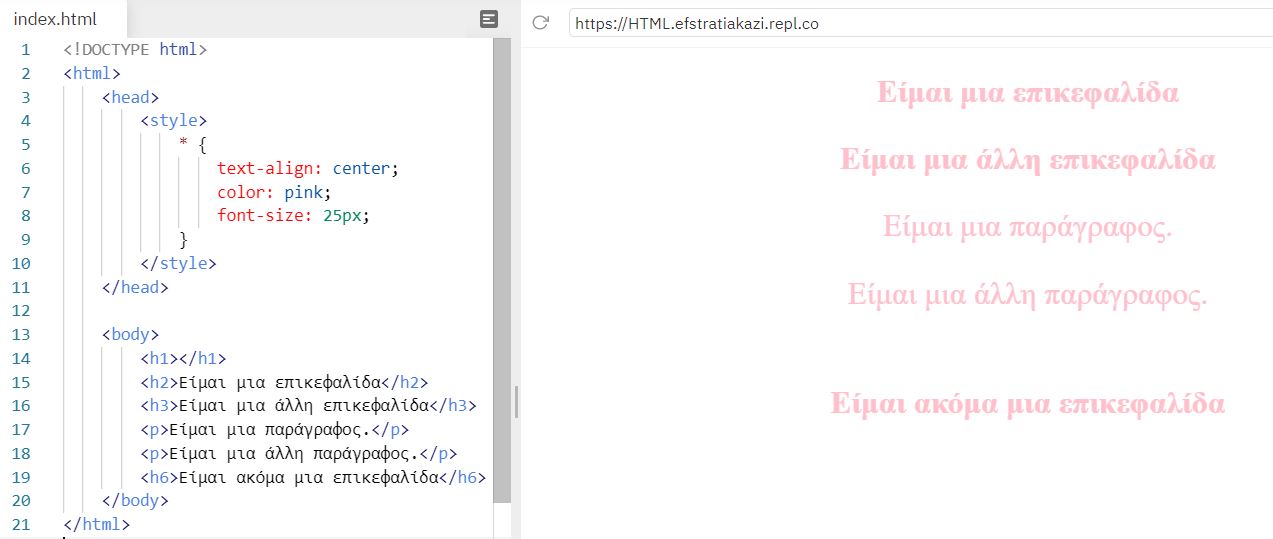 index.html
https://HTML.efstratiakazi.repl.co
1 <!DOCTYPE html>
2 <html>
3 <head>
4 <style>
5 * {
6 text-align: center;
7 color: pink;
8 font-size: 25px;
9 }
10 </style>
11 </head>
12
13 <body>
14 <h1></h1>
15 <h2>Είμαι μια επικεφαλίδα</h2>
16 <h3>Είμαι μια άλλη επικεφαλίδα</h3>
17 <p>Είμαι μια παράγραφος.</p>
18 <p>Είμαι μια άλλη παράγραφος.</p>
19 <h6>Είμαι ακόμα μια επικεφαλίδα</h6>
20 </body>
21 </html>
Είμαι μια επικεφαλίδα
Είμαι μια άλλη επικεφαλίδα
Είμαι μια παράγραφος.
Είμαι μια άλλη παράγραφος.
Είμαι ακόμα μια επικεφαλίδα